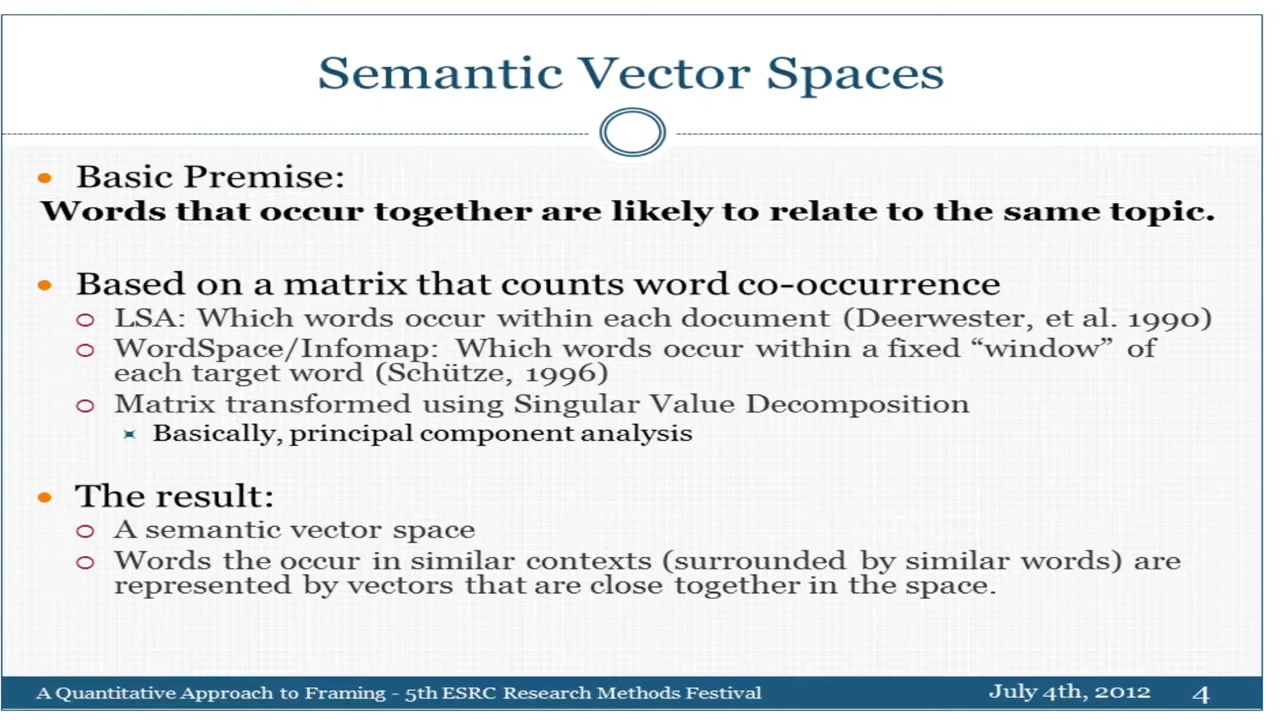 Semantic Vector Spaces
Basic Premise:
Words that occur together are likely to relate to the same topic.
Based on a matrix that counts word co-occurrence
LSA: Which words occur within each document (Deerwester, et al. 1990)
WordSpace/Infomap: Which words occur within a fixed “window” of
each target word (Schütze, 1996)
Matrix transformed using Singular Value Decomposition
Basically, principal component analysis
The result:
A semantic vector space
Words the occur in similar contexts (surrounded by similar words) are
represented by vectors that are close together in the space.
A Quantitative Approach to Framing - 5th ESRC Research Methods Festival July 4th, 2012 4